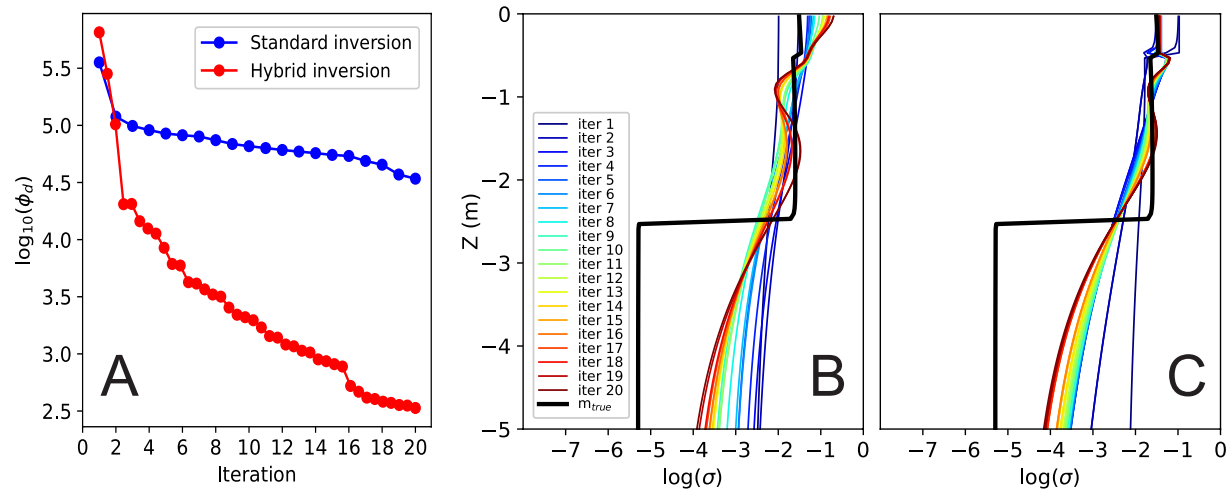 log₁₀(ϕ_d)
5.5
5.0
4.5
4.0
3.5
3.0
2.5
Standard inversion
Hybrid inversion
A
0 2 4 6 8 10 12 14 16 18 20
Iteration
Z (m)
0
−1
−2
−3
−4
−5
iter 1
iter 2
iter 3
iter 4
iter 5
iter 6
iter 7
iter 8
iter 9
iter 10
iter 11
iter 12
iter 13
iter 14
iter 15
iter 16
iter 17
iter 18
iter 19
iter 20
m_true
B
−7 −6 −5 −4 −3 −2 −1 0
log(σ)
C
−7 −6 −5 −4 −3 −2 −1 0
log(σ)